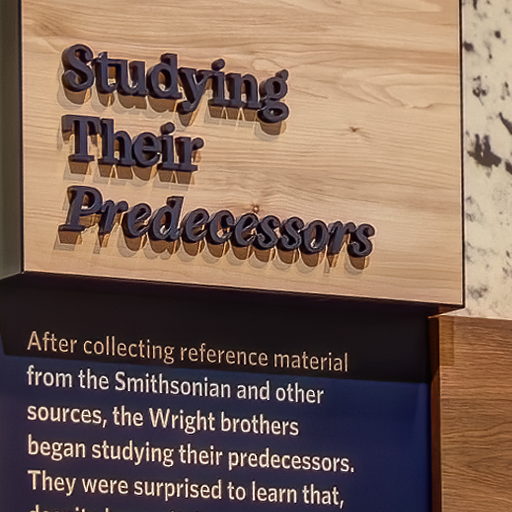 Studying
Their
Predecessors
After collecting reference material
from the Smithsonian and other
sources, the Wright brothers
began studying their predecessors.
They were surprised to learn that,